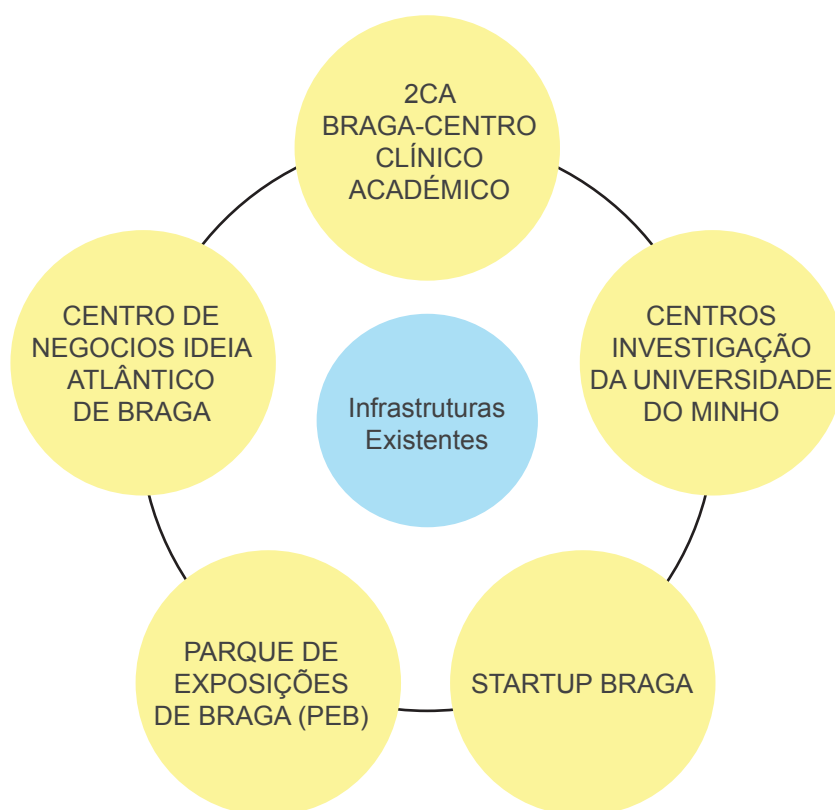 2CA
BRAGA-CENTRO
CLÍNICO
ACADÉMICO
CENTRO DE
NEGOCIOS IDEIA
ATLÂNTICO
DE BRAGA
CENTROS
INVESTIGAÇÃO
DA UNIVERSIDADE
DO MINHO
Infrastruturas
Existentes
PARQUE DE
EXPOSIÇÕES
DE BRAGA (PEB)
STARTUP BRAGA